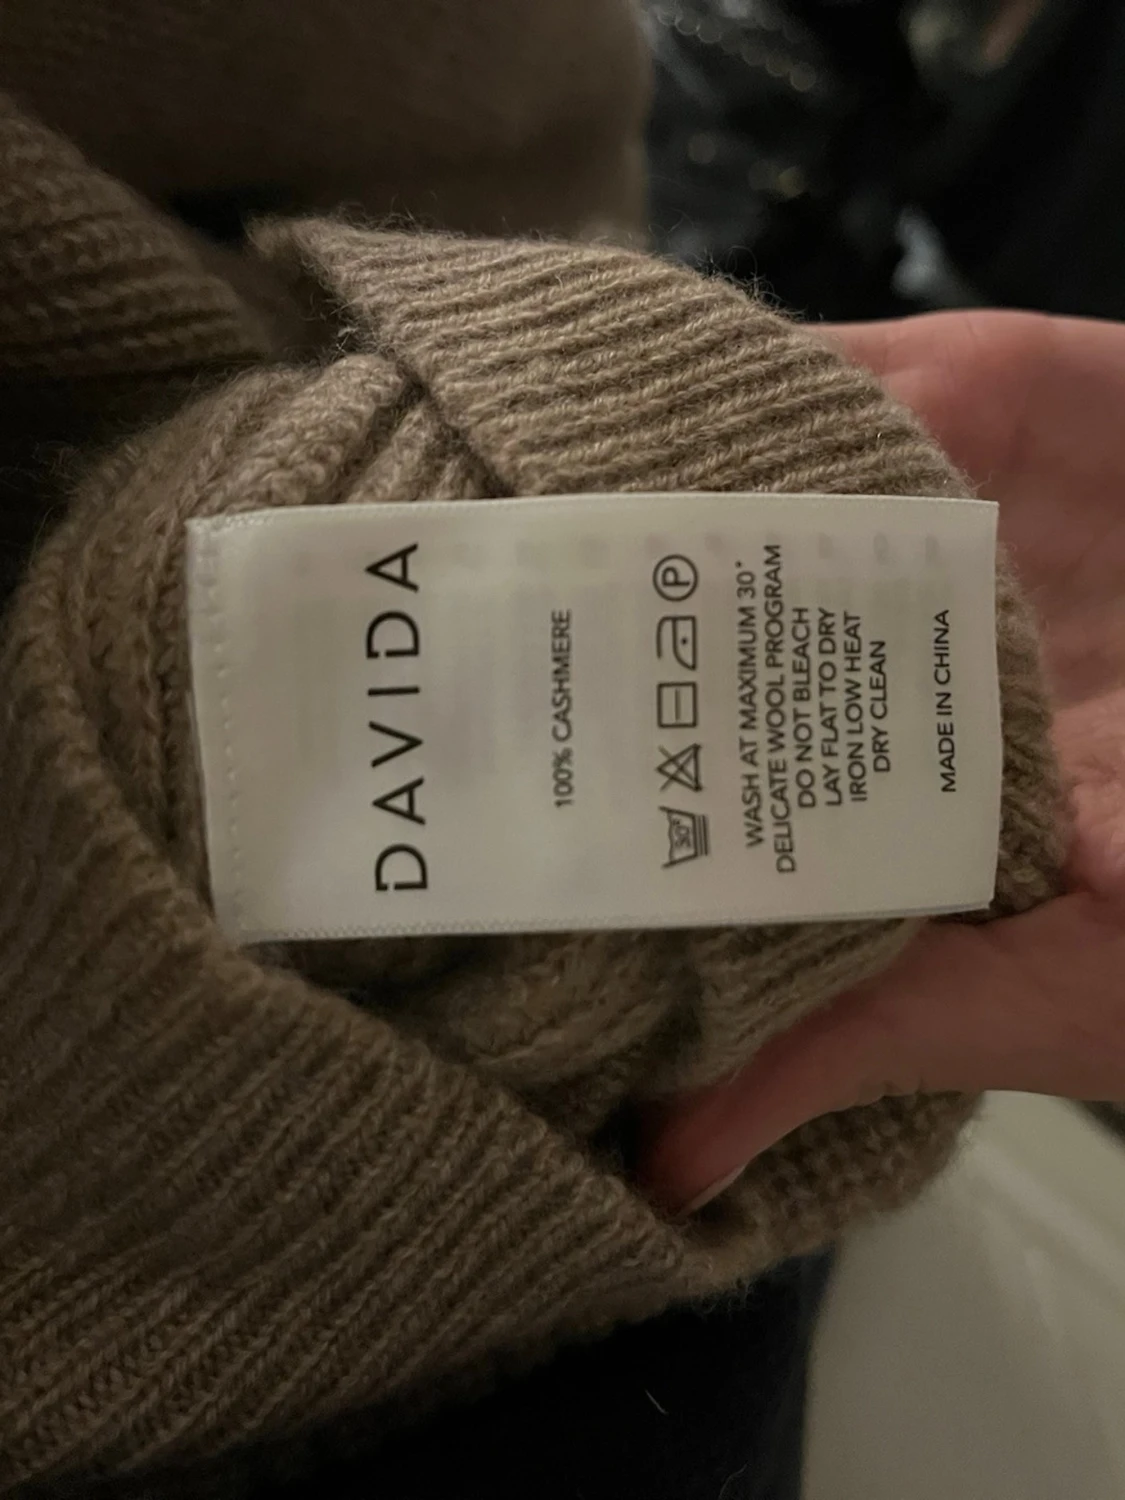 DAVIDA
100% CASHMERE
30°
P
WASH AT MAXIMUM 30°
DELICATE WOOL PROGRAM
DO NOT BLEACH
LAY FLAT TO DRY
IRON LOW HEAT
DRY CLEAN
MADE IN CHINA